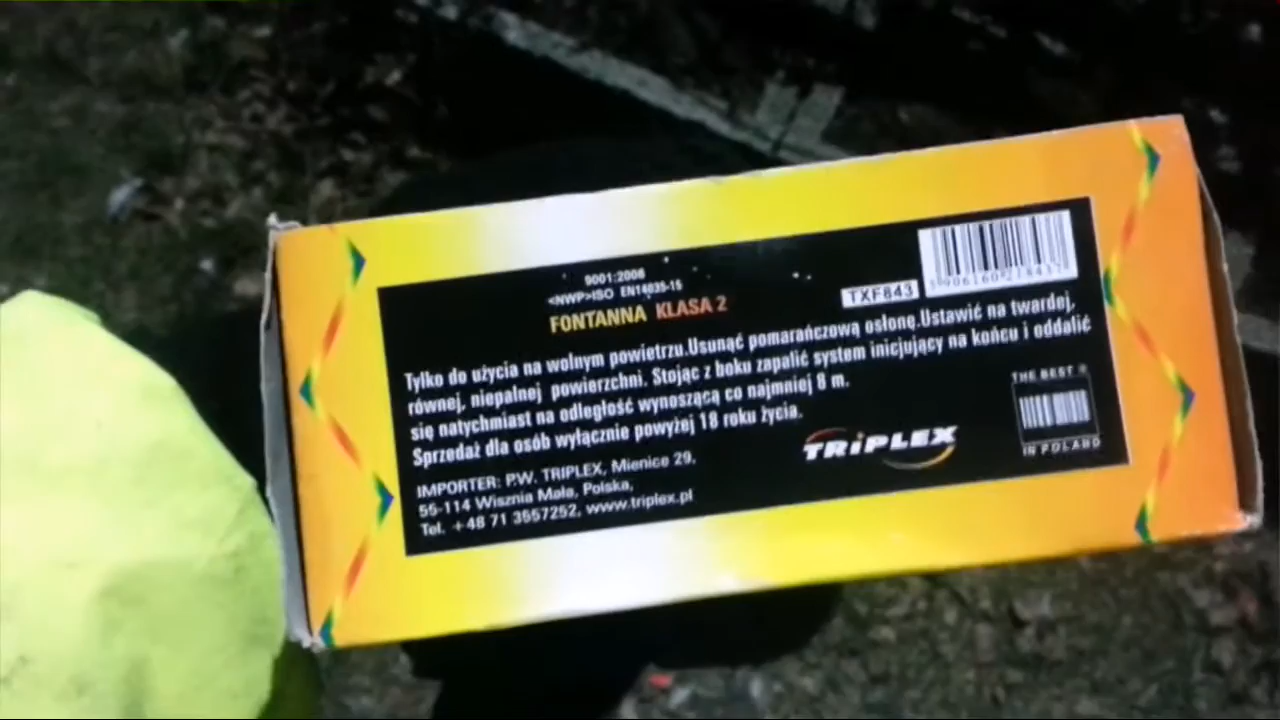 9001:2008
<NWP>ISO EN14035-15
FONTANNA KLASA 2
TXF843
Tylko do użycia na wolnym powietrzu.Usunąć pomarańczową osłonę.Ustawić na twardej,
równej, niepalnej powierzchni. Stojąc z boku zapalić system inicjujący na końcu i oddalić
się natychmiast na odległość wynoszącą co najmniej 8 m.
Sprzedaż dla osób wyłącznie powyżej 18 roku życia.
IMPORTER: P.W. TRIPLEX, Mienice 29,
55-114 Wisznia Mała, Polska,
Tel. +48 71 3557252, www.triplex.pl
TRiPLEX
THE BEST
IN POLAND